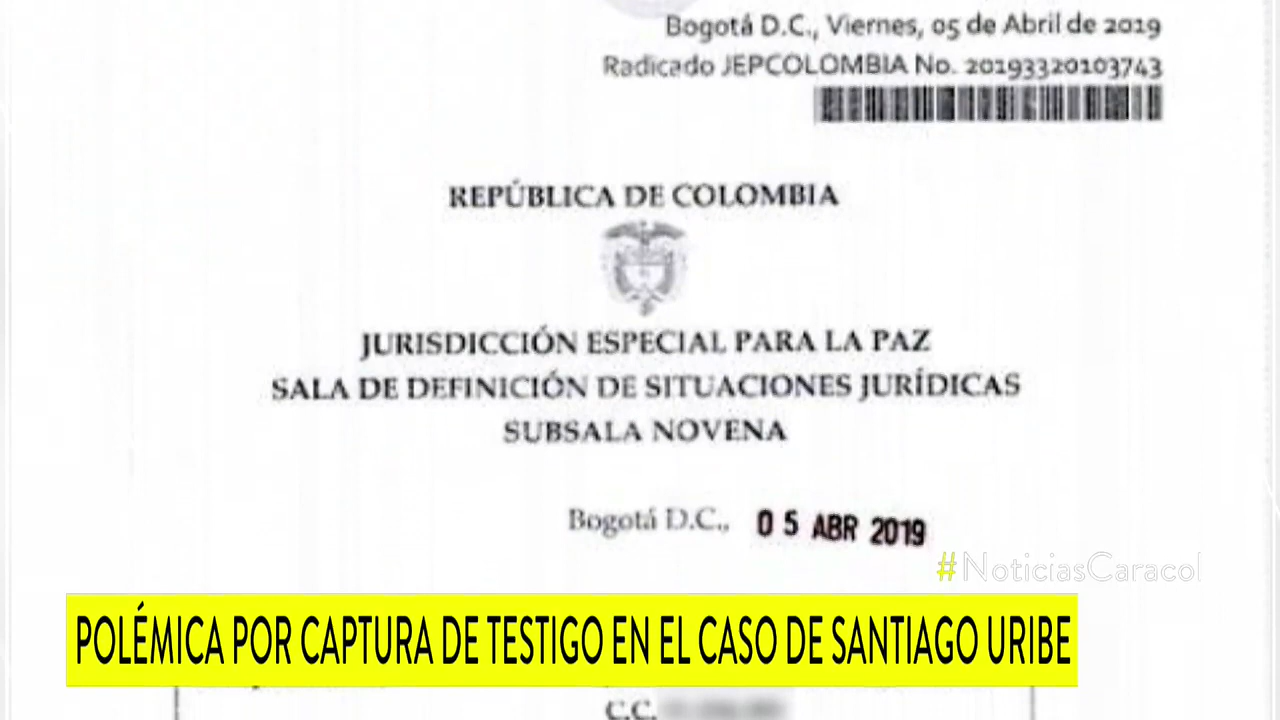 Bogotá D.C., Viernes, 05 de Abril de 2019
Radicado JEPCOLOMBIA No. 20193320103743
REPÚBLICA DE COLOMBIA
JURISDICCIÓN ESPECIAL PARA LA PAZ
SALA DE DEFINICIÓN DE SITUACIONES JURÍDICAS
SUBSALA NOVENA
Bogotá D.C., 05 ABR 2019
#NoticiasCaracol
POLÉMICA POR CAPTURA DE TESTIGO EN EL CASO DE SANTIAGO URIBE
C.C.